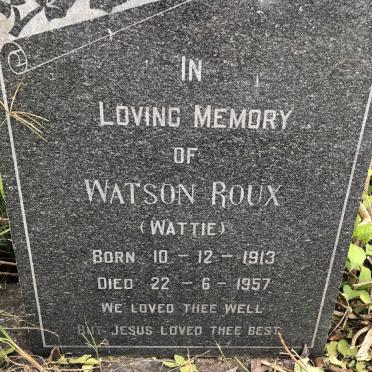 IN
LOVING MEMORY
OF
WATSON ROUX
(WATTIE)
BORN 10 - 12 - 1913
DIED 22 - 6 - 1957
WE LOVED THEE WELL
BUT JESUS LOVED THEE BEST